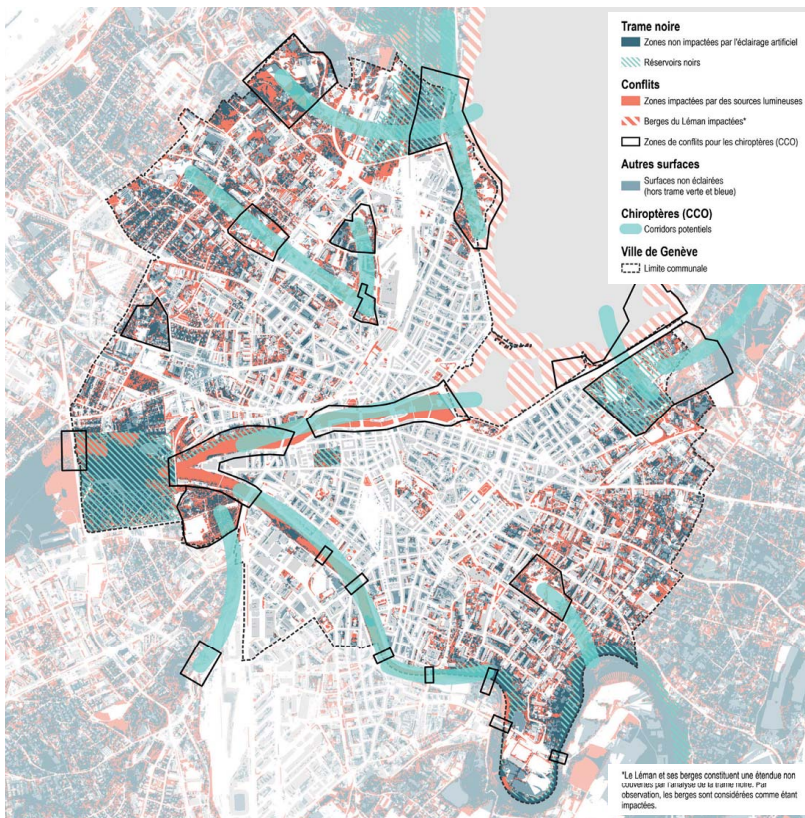 Trame noire
Zones non impactées par l'éclairage artificiel
Réservoirs noirs
Conflits
Zones impactées par des sources lumineuses
Berges du Léman impactées*
Zones de conflits pour les chiroptères (CCO)
Autres surfaces
Surfaces non éclairées
(hors trame verte et bleue)
Chiroptères (CCO)
Corridors potentiels
Ville de Genève
Limite communale
*Le Léman et ses berges constituent une étendue non
couvertes par l'analyse de la trame noire. Par
observation, les berges sont considérées comme étant
impactées.